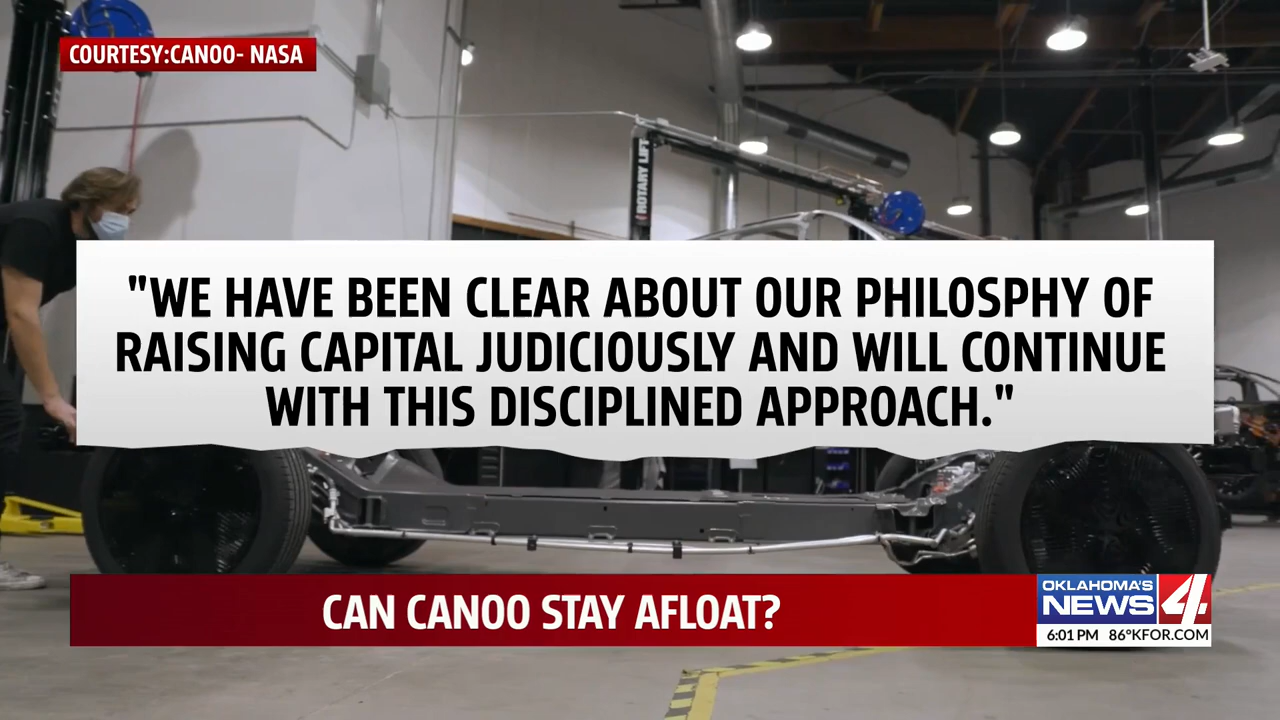 COURTESY:CANOO- NASA
ROTARY LIFT
"WE HAVE BEEN CLEAR ABOUT OUR PHILOSPHY OF
RAISING CAPITAL JUDICIOUSLY AND WILL CONTINUE
WITH THIS DISCIPLINED APPROACH."
CAN CANOO STAY AFLOAT?
OKLAHOMA'S
NEWS 4
6:01 PM 86°KFOR.COM